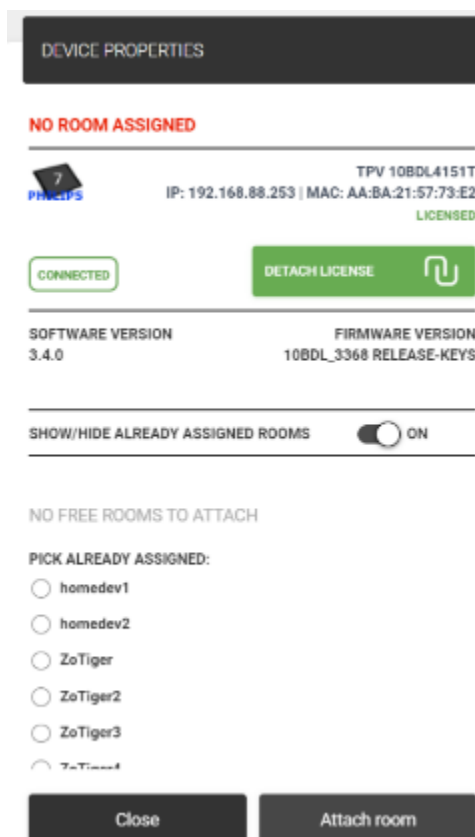 DEVICE PROPERTIES
NO ROOM ASSIGNED
7
PHILIPS
TPV 10BDL4151T
IP: 192.168.88.253 | MAC: AA:BA:21:57:73:E2
LICENSED
CONNECTED
DETACH LICENSE
SOFTWARE VERSION
3.4.0
FIRMWARE VERSION
10BDL_3368 RELEASE-KEYS
SHOW/HIDE ALREADY ASSIGNED ROOMS ON
NO FREE ROOMS TO ATTACH
PICK ALREADY ASSIGNED:
homedev1
homedev2
ZoTiger
ZoTiger2
ZoTiger3
Close
Attach room